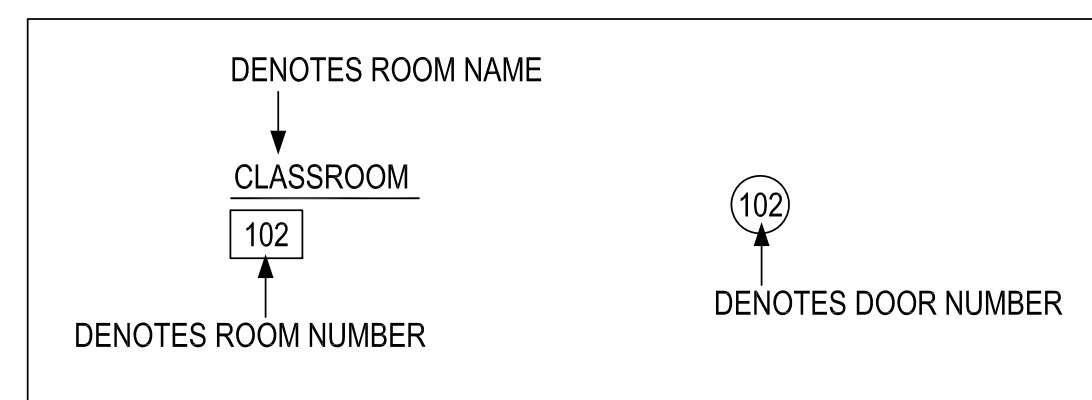 DENOTES ROOM NAME
CLASSROOM
102
DENOTES ROOM NUMBER
102
DENOTES DOOR NUMBER